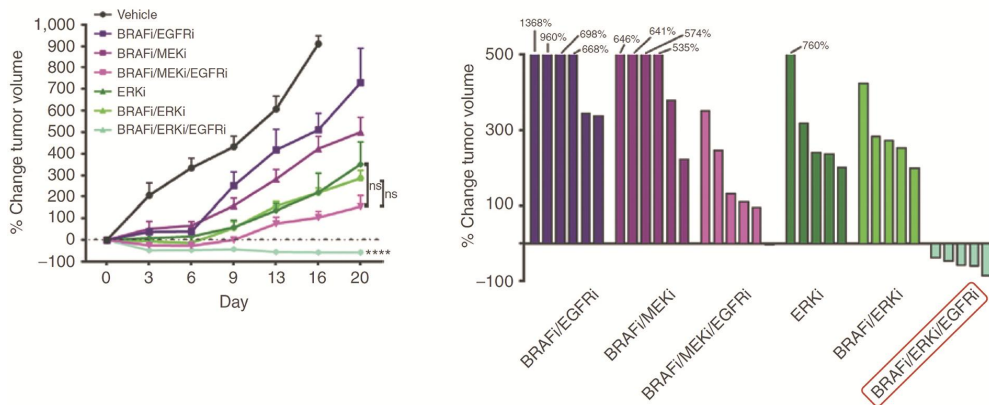 Vehicle
BRAFi/EGFRi
BRAFi/MEKi
BRAFi/MEKi/EGFRi
ERKi
BRAFi/ERKi
BRAFi/ERKi/EGFRi
% Change tumor volume
1,000
900
800
700
600
500
400
300
200
100
0
−100
0 3 6 9 13 16 20
Day
ns
ns
****
% Change tumor volume
500
300
100
−100
1368%
960%
698%
668%
646%
641%
574%
535%
760%
BRAFi/EGFRi
BRAFi/MEKi
BRAFi/MEKi/EGFRi
ERKi
BRAFi/ERKi
BRAFi/ERKi/EGFRi